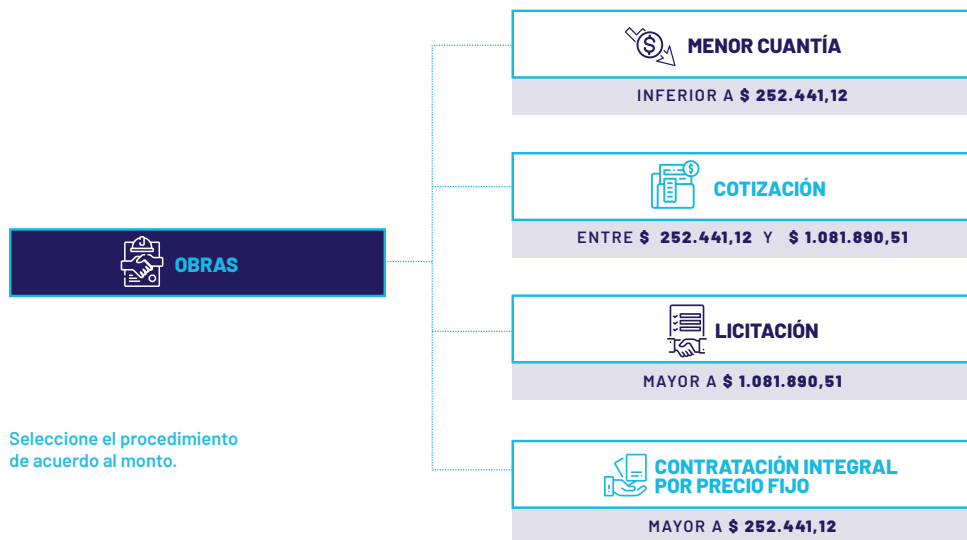 MENOR CUANTÍA
INFERIOR A $ 252.441,12
COTIZACIÓN
ENTRE $ 252.441,12 Y $ 1.081.890,51
OBRAS
LICITACIÓN
MAYOR A $ 1.081.890,51
Seleccione el procedimiento
de acuerdo al monto.
CONTRATACIÓN INTEGRAL
POR PRECIO FIJO
MAYOR A $ 252.441,12